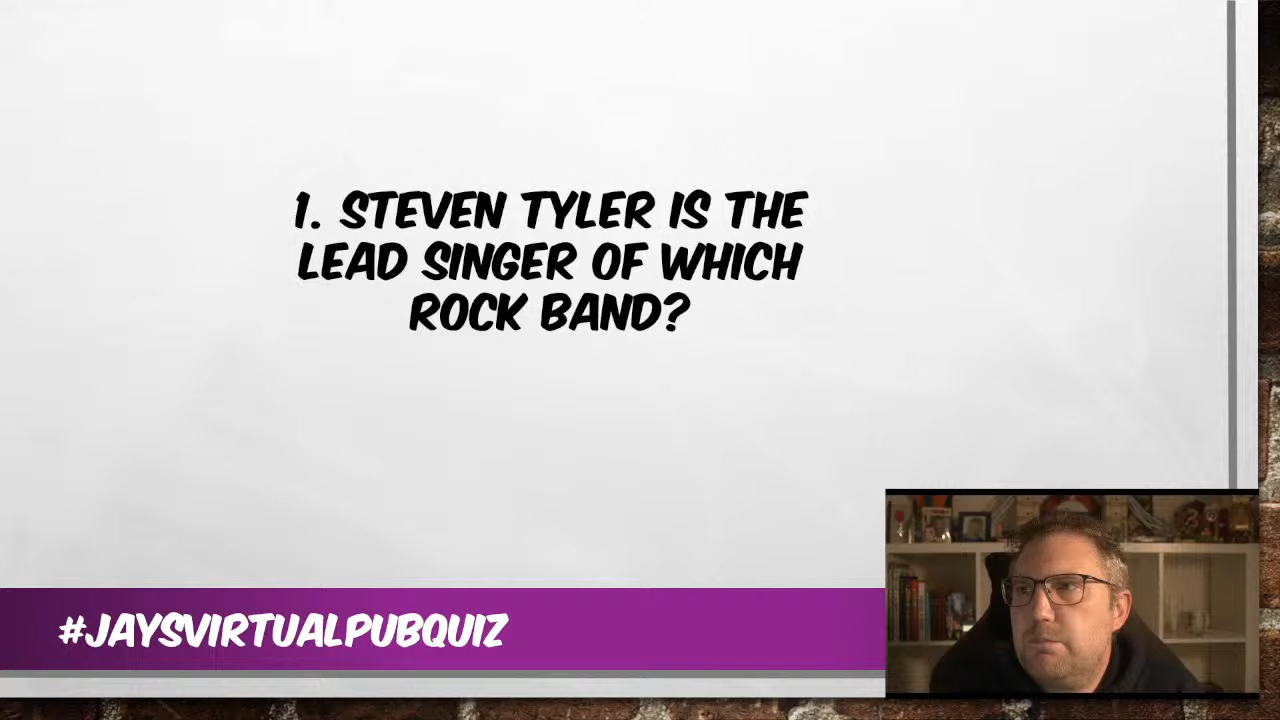 1. STEVEN TYLER IS THE
LEAD SINGER OF WHICH
ROCK BAND?
#JAYSVIRTUALPUBQUIZ